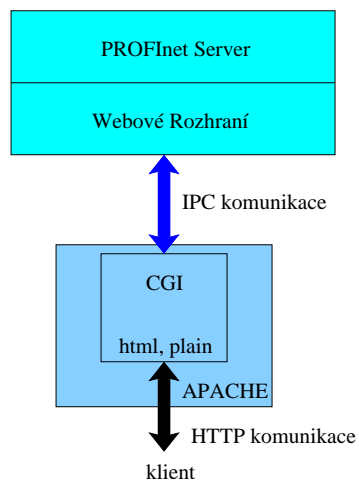 PROFInet Server
Webové Rozhraní
IPC komunikace
CGI
html, plain
APACHE
HTTP komunikace
klient